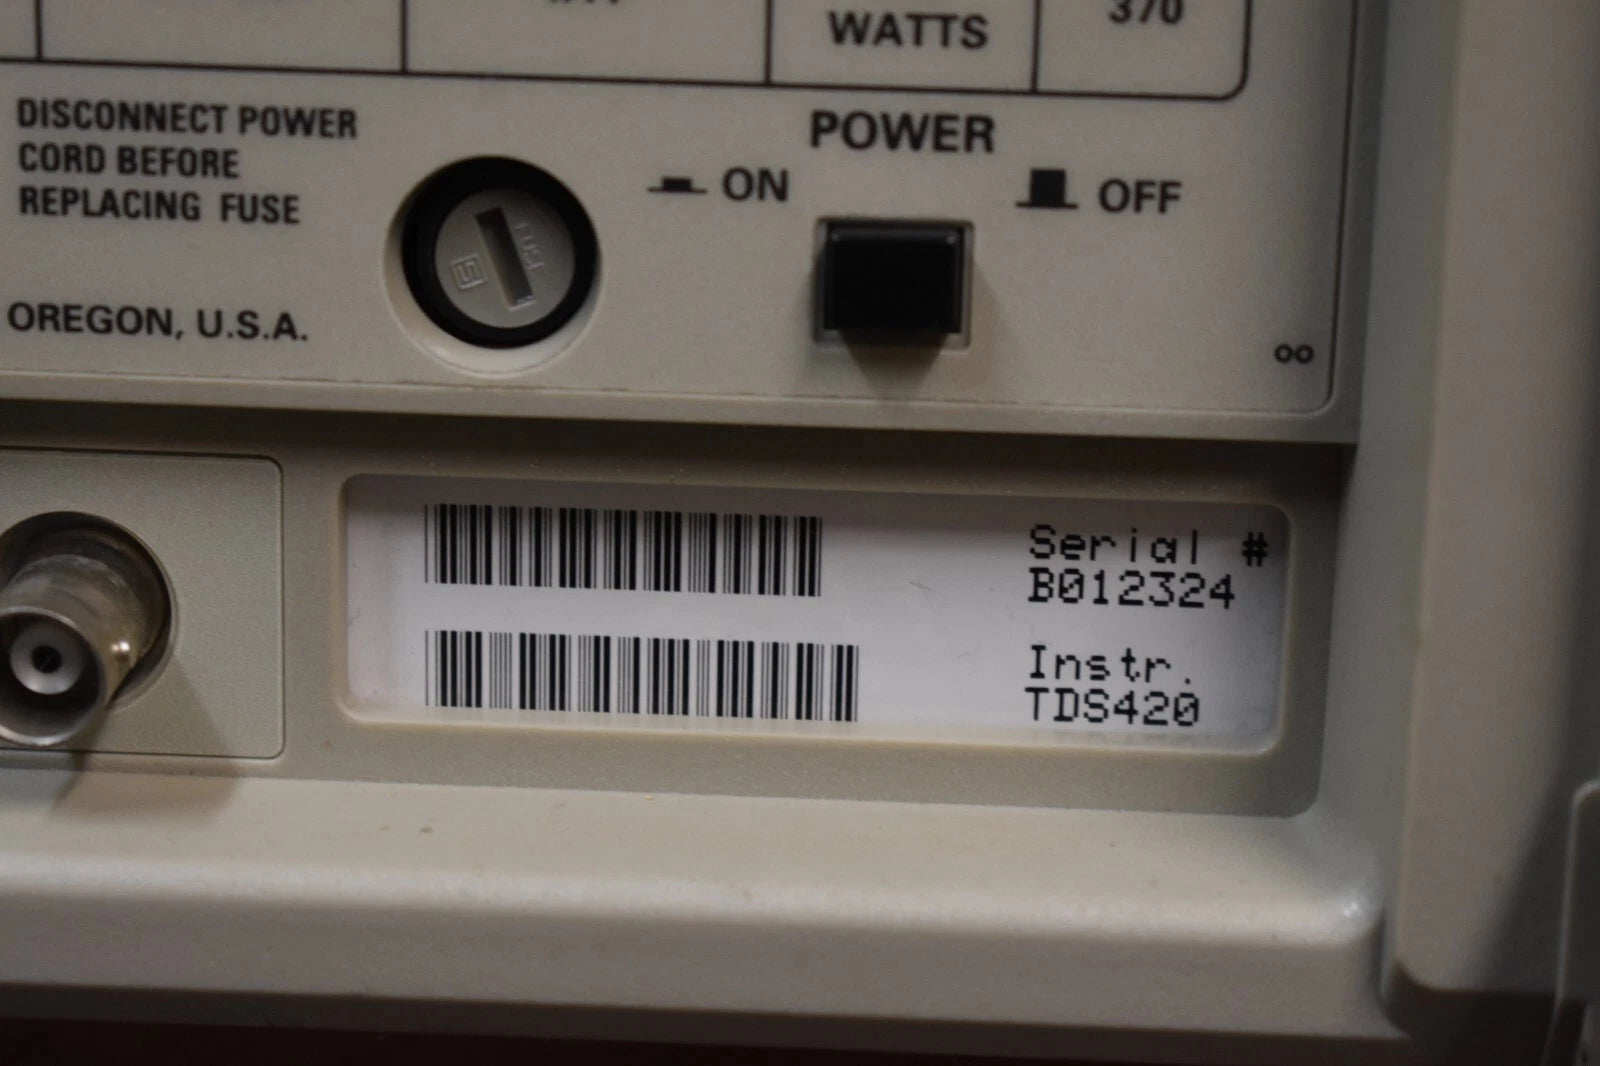 WATTS
370
DISCONNECT POWER
CORD BEFORE
REPLACING FUSE
POWER
ON
OFF
FUSE
OREGON, U.S.A.
Serial #
B012324
Instr.
TDS420